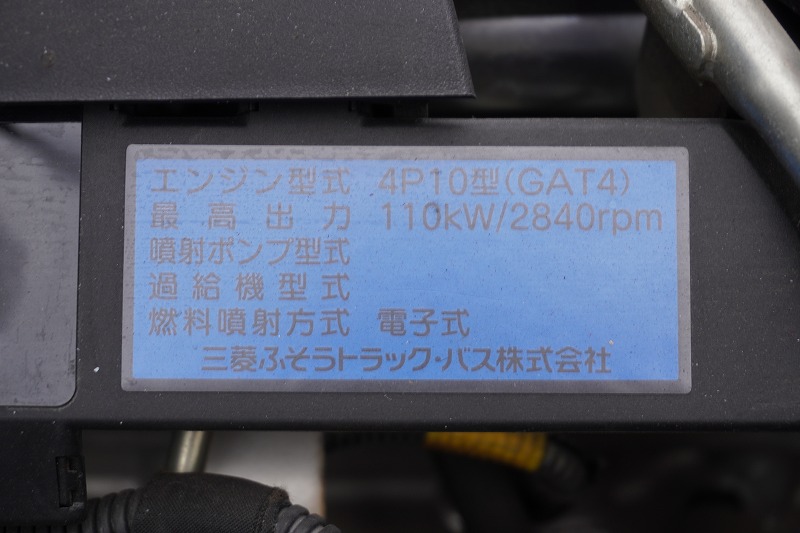 エンジン型式 4P10型(GAT4)
最高出力 110kW/2840rpm
噴射ポンプ型式
過給機型式
燃料噴射方式 電子式
三菱ふそうトラック・バス株式会社